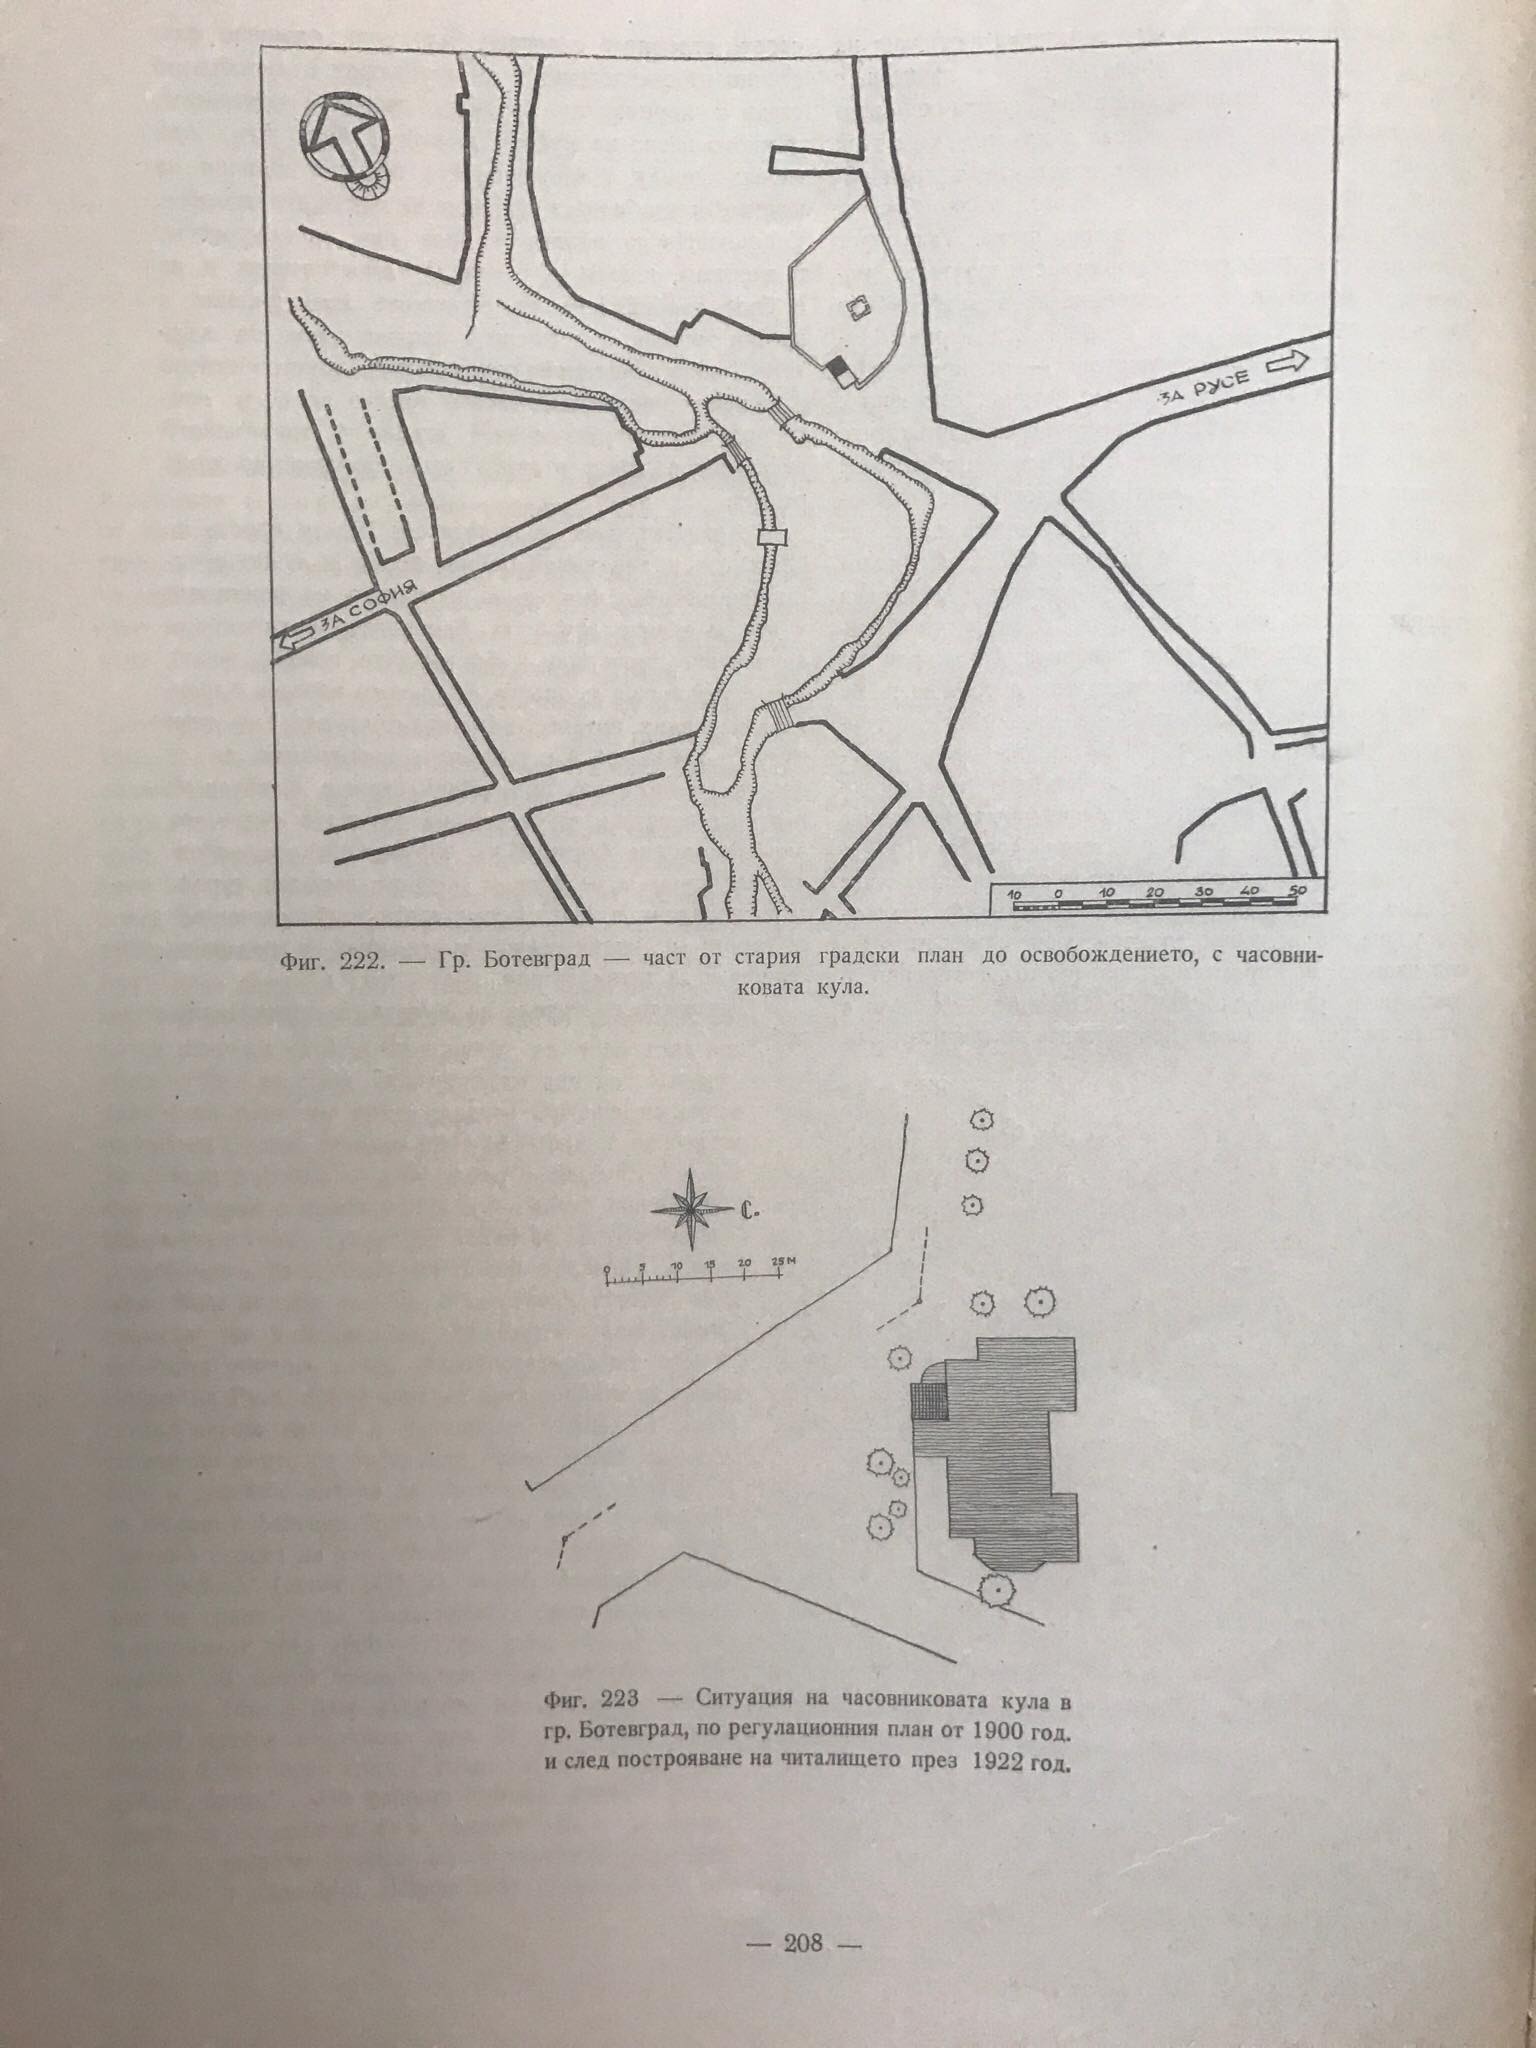 ЗА РУСЕ
ЗА СОФИЯ
10 0 10 20 30 40 50
Фиг. 222. — Гр. Ботевград — част от стария градски план до освобождението, с часовни-
ковата кула.
С.
0 5 10 15 20 25 М
Фиг. 223 — Ситуация на часовниковата кула в
гр. Ботевград, по регулационния план от 1900 год.
и след построяване на читалището през 1922 год.
— 208 —